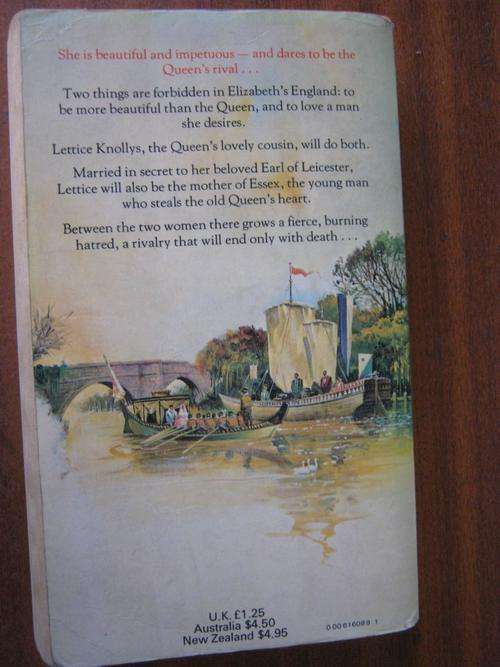 She is beautiful and impetuous — and dares to be the
Queen's rival . . .
Two things are forbidden in Elizabeth's England: to
be more beautiful than the Queen, and to love a man
she desires.
Lettice Knollys, the Queen's lovely cousin, will do both.
Married in secret to her beloved Earl of Leicester,
Lettice will also be the mother of Essex, the young man
who steals the old Queen's heart.
Between the two women there grows a fierce, burning
hatred, a rivalry that will end only with death . . .
U.K. £1.25
Australia $4.50
New Zealand $4.95
0 00 616089 1